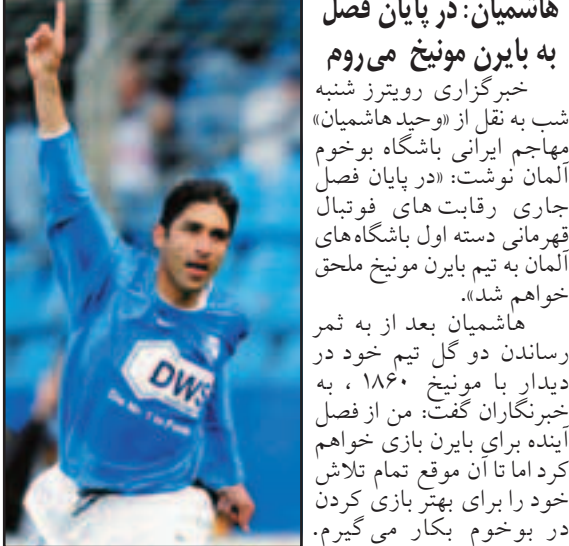 هاشمیان: در پایان فصل
به بایرن مونیخ می‌روم
خبرگزاری رویترز شنبه
شب به نقل از «وحید هاشمیان»
مهاجم ایرانی باشگاه بوخوم
آلمان نوشت: «در پایان فصل
جاری رقابت های فوتبال
قهرمانی دسته اول باشگاه‌های
آلمان به تیم بایرن مونیخ ملحق
خواهم شد».
هاشمیان بعد از به ثمر
رساندن دو گل تیم خود در
دیدار با مونیخ ۱۸۶۰ ، به
خبرنگاران گفت: من از فصل
آینده برای بایرن بازی خواهم
کرد اما تا آن موقع تمام تلاش
خود را برای بهتر بازی کردن
در بوخوم بکار می گیرم.
DWS